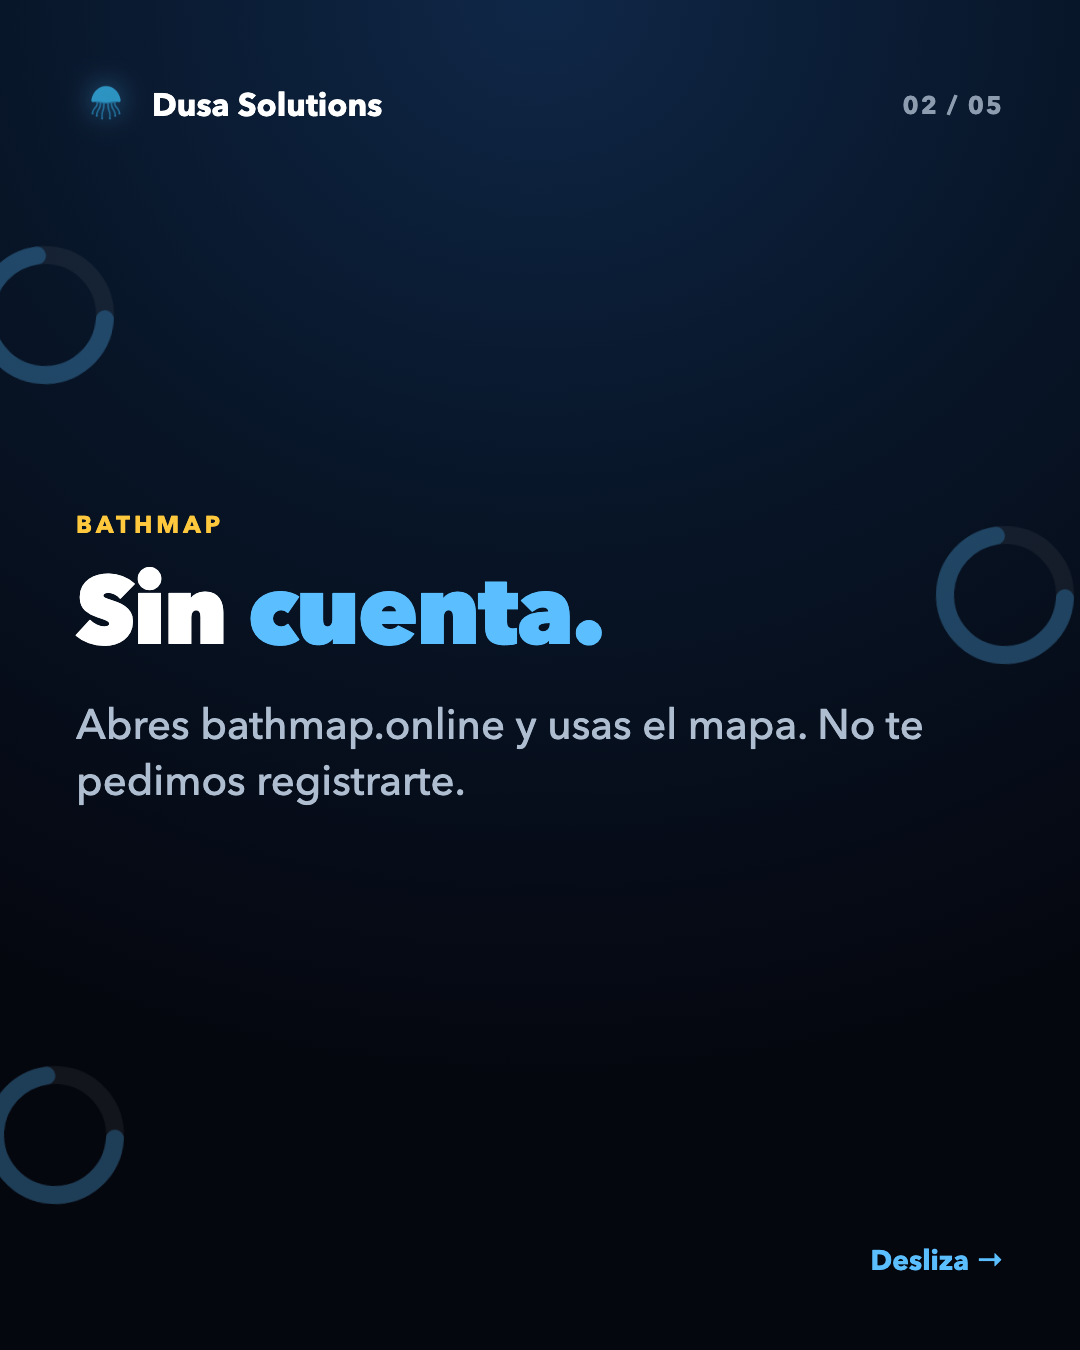 Dusa Solutions
02 / 05
BATHMAP
Sin cuenta.
Abres bathmap.online y usas el mapa. No te
pedimos registrarte.
Desliza →